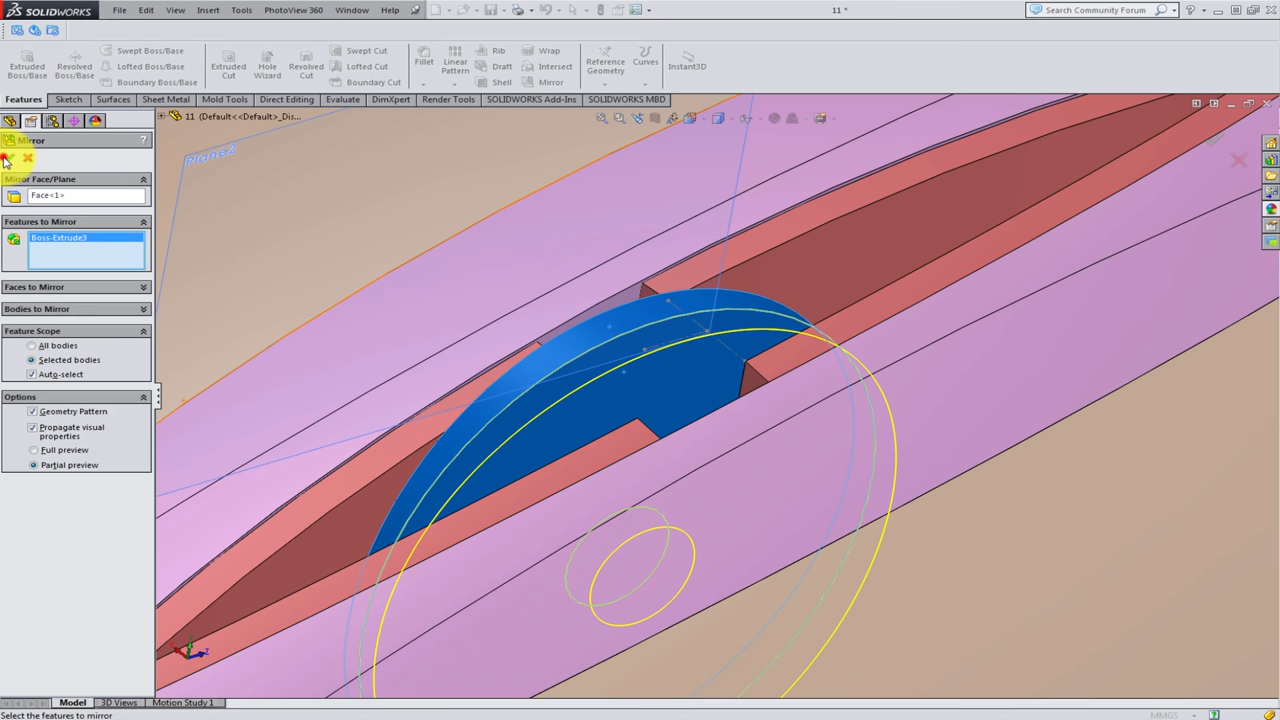 SOLIDWORKS File Edit View Insert Tools PhotoView 360 Window Help 11 * Search Community Forum
Extruded Boss/Base
Revolved Boss/Base
Swept Boss/Base
Lofted Boss/Base
Boundary Boss/Base
Extruded Cut
Hole Wizard
Revolved Cut
Swept Cut
Lofted Cut
Boundary Cut
Fillet
Linear Pattern
Rib
Draft
Shell
Wrap
Intersect
Mirror
Reference Geometry
Curves
Instant3D
Features Sketch Surfaces Sheet Metal Mold Tools Direct Editing Evaluate DimXpert Render Tools SOLIDWORKS Add-Ins SOLIDWORKS MBD
11 (Default<<Default>_Dis...
Mirror ?
Plane2
Mirror Face/Plane
Face<1>
Features to Mirror
Boss-Extrude3
Faces to Mirror
Bodies to Mirror
Feature Scope
All bodies
Selected bodies
Auto-select
Options
Geometry Pattern
Propagate visual
properties
Full preview
Partial preview
Model 3D Views Motion Study 1
Select the features to mirror MMGS